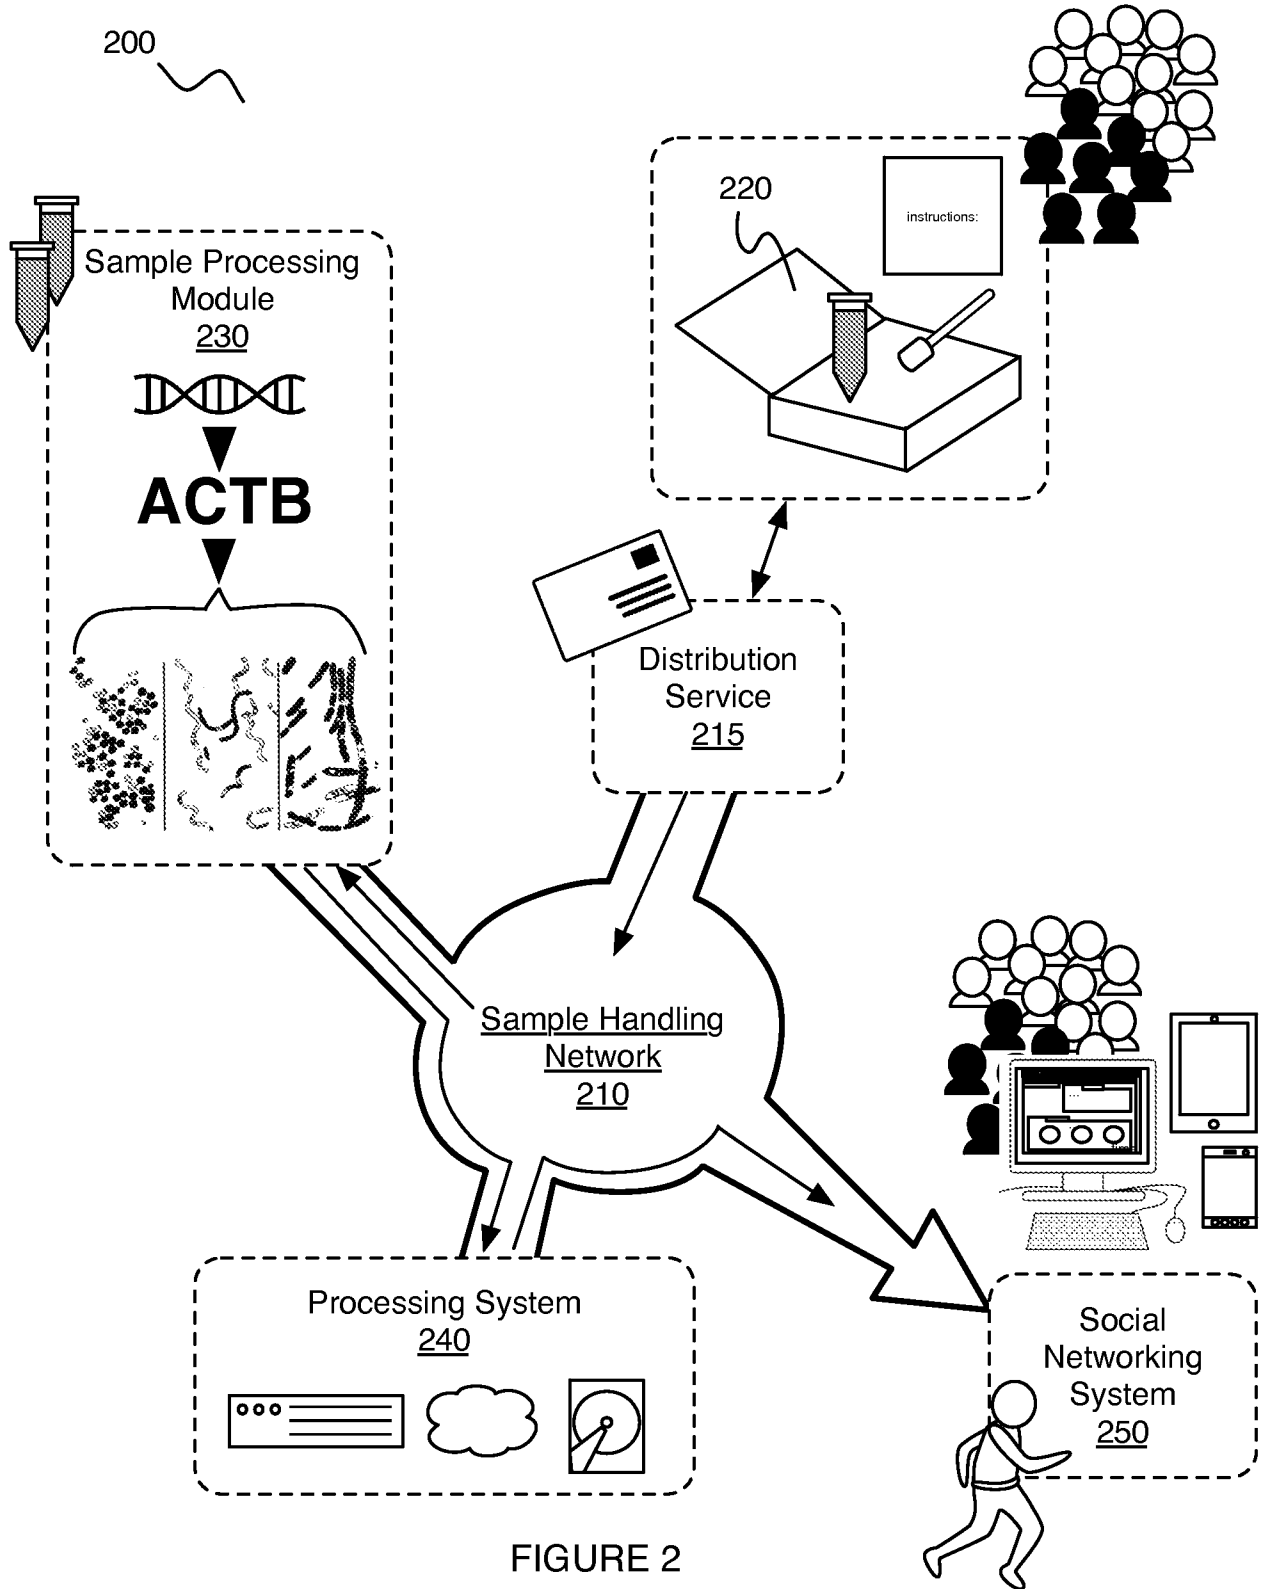 200
220
instructions:
Sample Processing
Module
230
ACTB
Distribution
Service
215
Sample Handling
Network
210
Processing System
240
Social
Networking
System
250
FIGURE 2